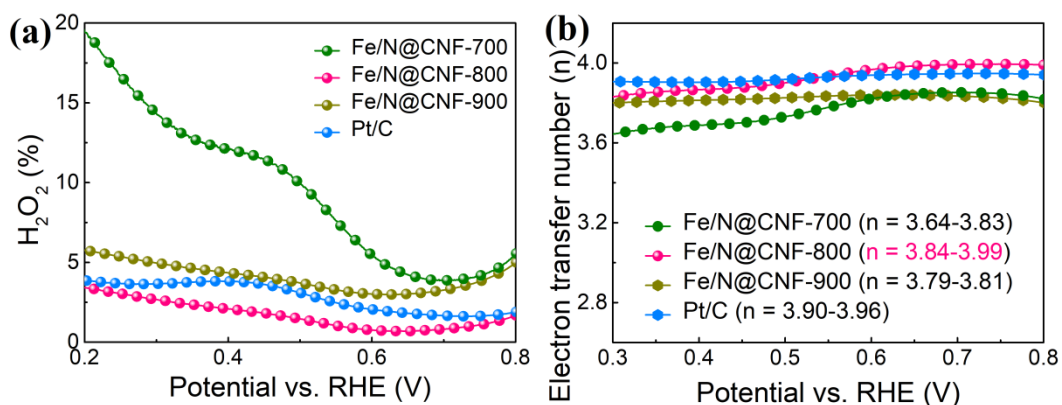 (a)
H₂O₂ (%)
20
15
10
5
0
Fe/N@CNF-700
Fe/N@CNF-800
Fe/N@CNF-900
Pt/C
0.2
0.4
0.6
0.8
Potential vs. RHE (V)
(b)
Electron transfer number (n)
4.0
3.6
3.2
2.8
Fe/N@CNF-700 (n = 3.64-3.83)
Fe/N@CNF-800 (n = 3.84-3.99)
Fe/N@CNF-900 (n = 3.79-3.81)
Pt/C (n = 3.90-3.96)
0.3
0.4
0.5
0.6
0.7
0.8
Potential vs. RHE (V)